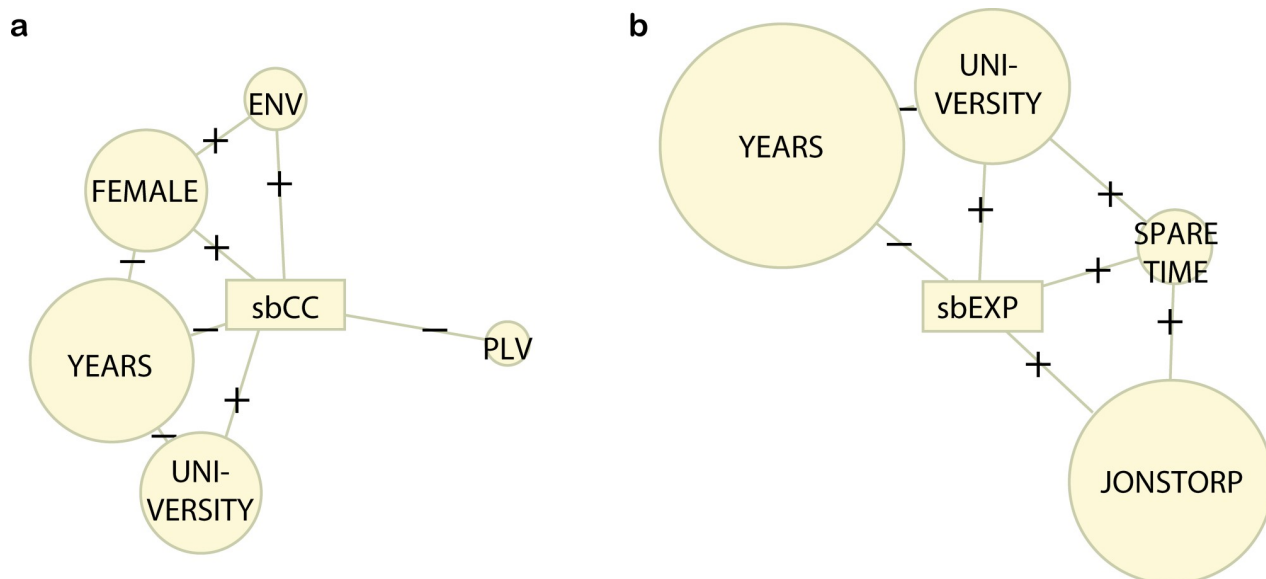 a
ENV
+
FEMALE
+
+
−
sbCC
YEARS
−
−
PLV
+
−
UNI-
VERSITY
b
UNI-
VERSITY
−
YEARS
+
+
SPARE
TIME
−
+
sbEXP
+
+
JONSTORP